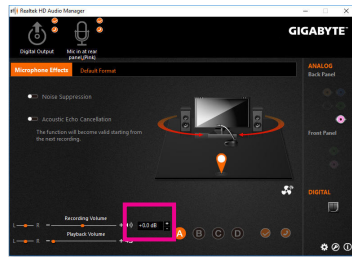 Realtek HD Audio Manager
GIGABYTE
Digital Output
Mic in at rear
panel,(Pink)
Microphone Effects
Default Format
ANALOG
Back Panel
Noise Suppression
Acoustic Echo Cancellation
The function will become valid starting from
the next recording.
Front Panel
DIGITAL
Recording Volume
L R
+0.0 dB
Playback Volume
L R
A B C D